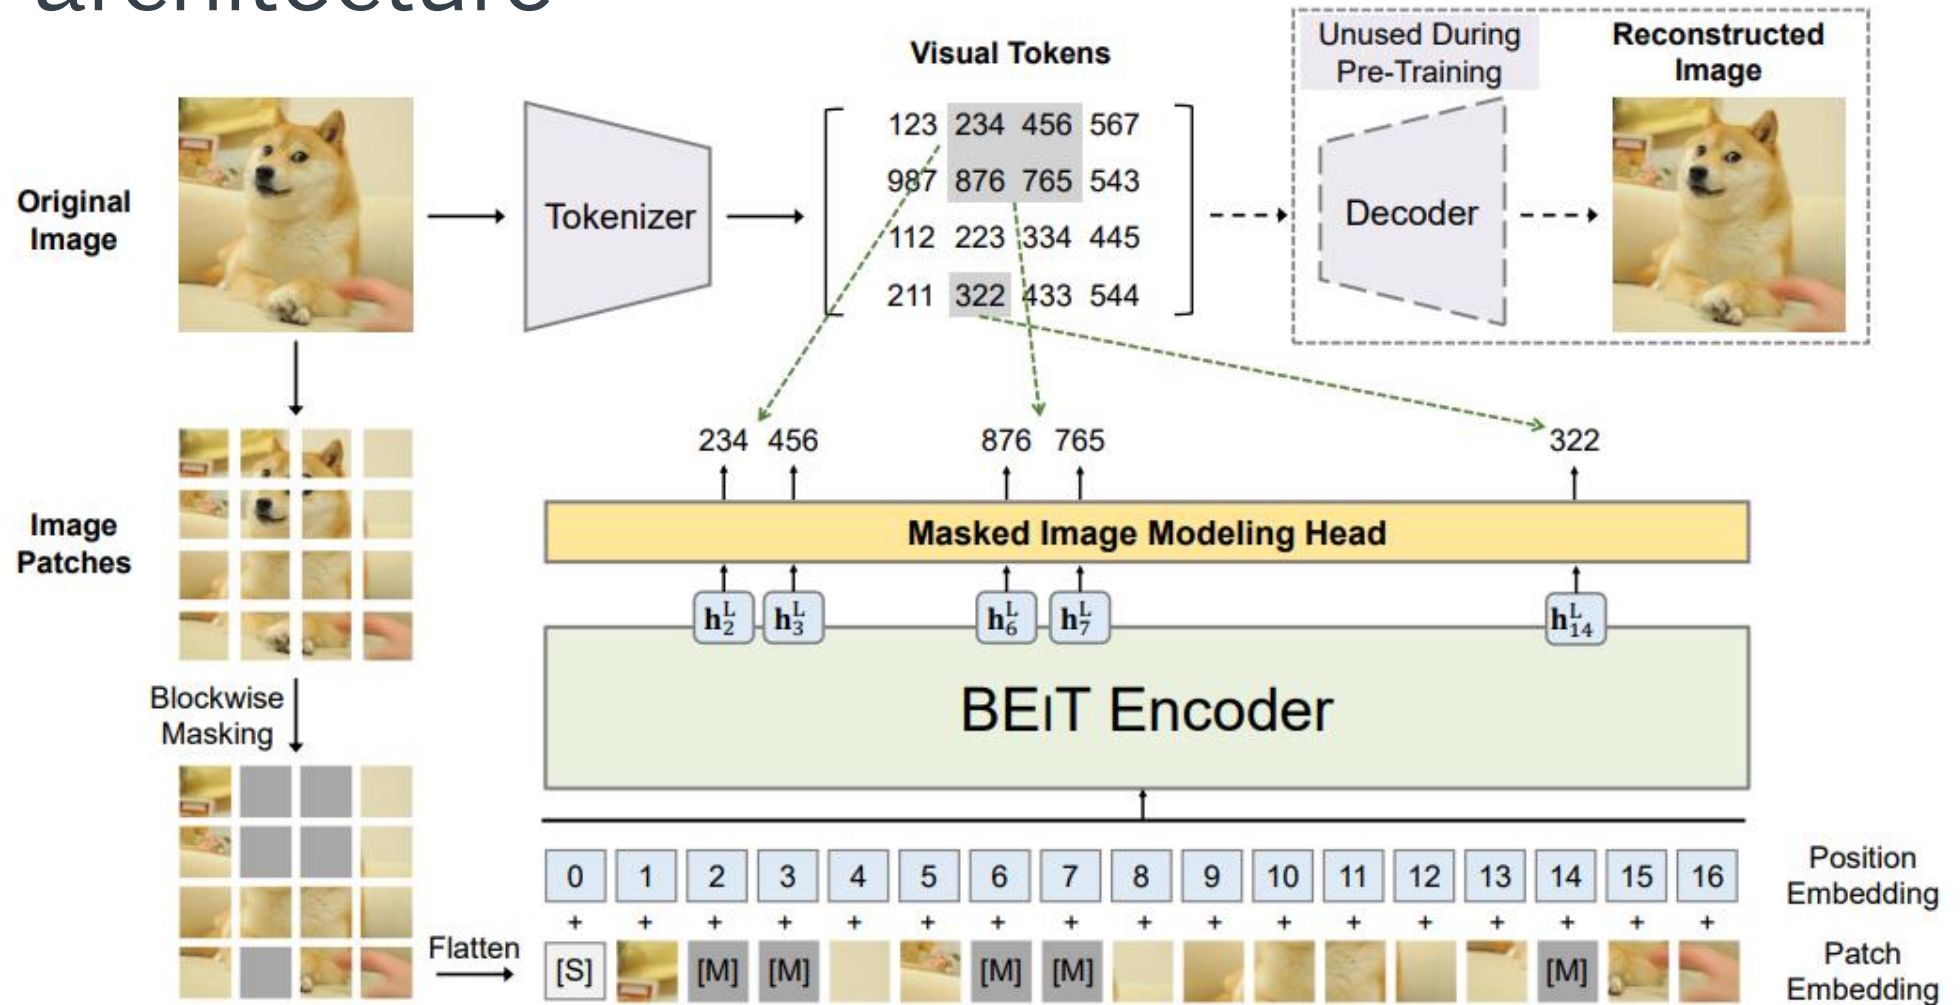 architecture
Visual Tokens
Unused During
Pre-Training
Reconstructed
Image
Original
Image
Tokenizer
123 234 456 567
987 876 765 543
112 223 334 445
211 322 433 544
Decoder
234 456 876 765 322
Image
Patches
Masked Image Modeling Head
h₂ᴸ h₃ᴸ h₆ᴸ h₇ᴸ h₁₄ᴸ
Blockwise
Masking
BEIT Encoder
0 1 2 3 4 5 6 7 8 9 10 11 12 13 14 15 16
Position
Embedding
+ + + + + + + + + + + + + + + + +
Flatten
[S] [M] [M] [M] [M] [M]
Patch
Embedding